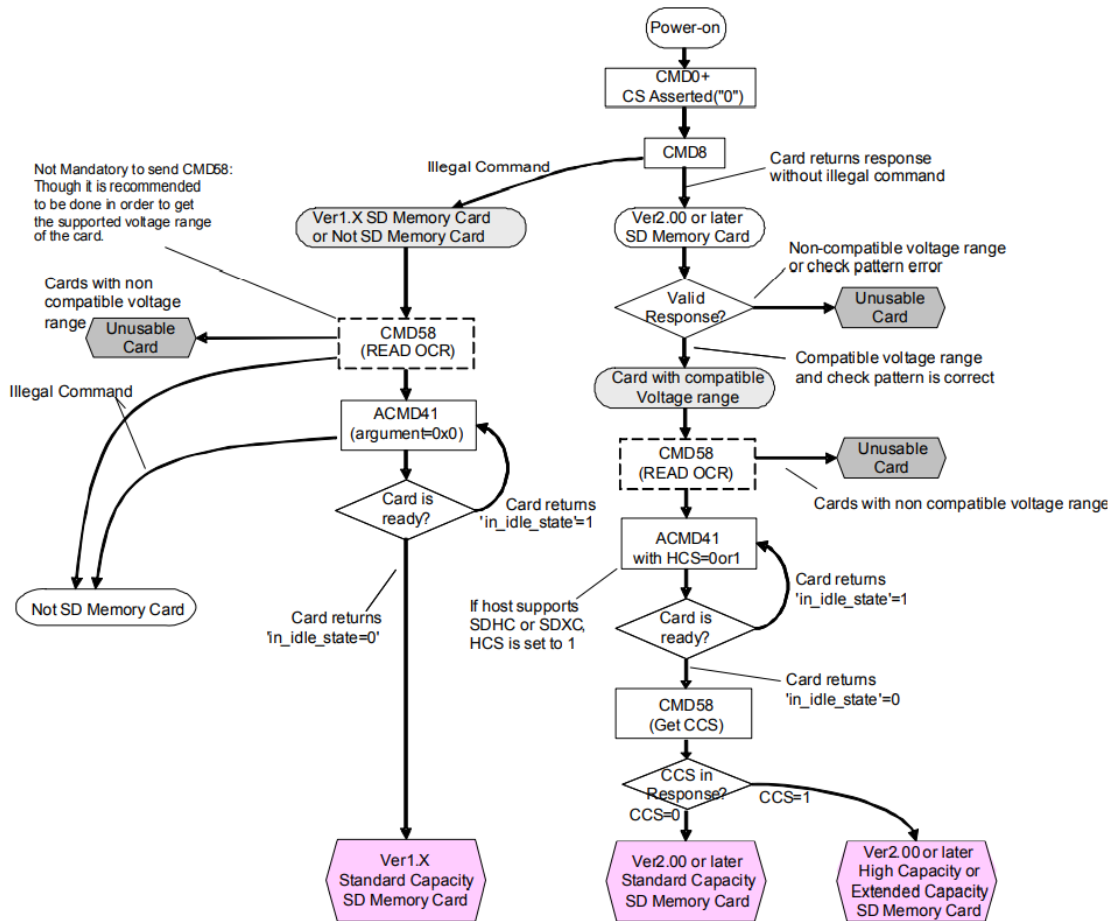 Power-on
CMD0+
CS Asserted("0")
CMD8
Illegal Command
Card returns response
without illegal command
Not Mandatory to send CMD58:
Though it is recommended
to be done in order to get
the supported voltage range
of the card.
Ver1.X SD Memory Card
or Not SD Memory Card
Ver2.00 or later
SD Memory Card
Non-compatible voltage range
or check pattern error
Cards with non
compatible voltage
range
Unusable
Card
CMD58
(READ OCR)
Valid
Response?
Unusable
Card
Compatible voltage range
and check pattern is correct
Illegal Command
Card with compatible
Voltage range
ACMD41
(argument=0x0)
CMD58
(READ OCR)
Unusable
Card
Cards with non compatible voltage range
Card is
ready?
Card returns
'in_idle_state'=1
ACMD41
with HCS=0or1
Card returns
'in_idle_state'=1
If host supports
SDHC or SDXC,
HCS is set to 1
Card is
ready?
Not SD Memory Card
Card returns
'in_idle_state=0'
Card returns
'in_idle_state'=0
CMD58
(Get CCS)
CCS in
Response?
CCS=0
CCS=1
Ver1.X
Standard Capacity
SD Memory Card
Ver2.00 or later
Standard Capacity
SD Memory Card
Ver2.00 or later
High Capacity or
Extended Capacity
SD Memory Card